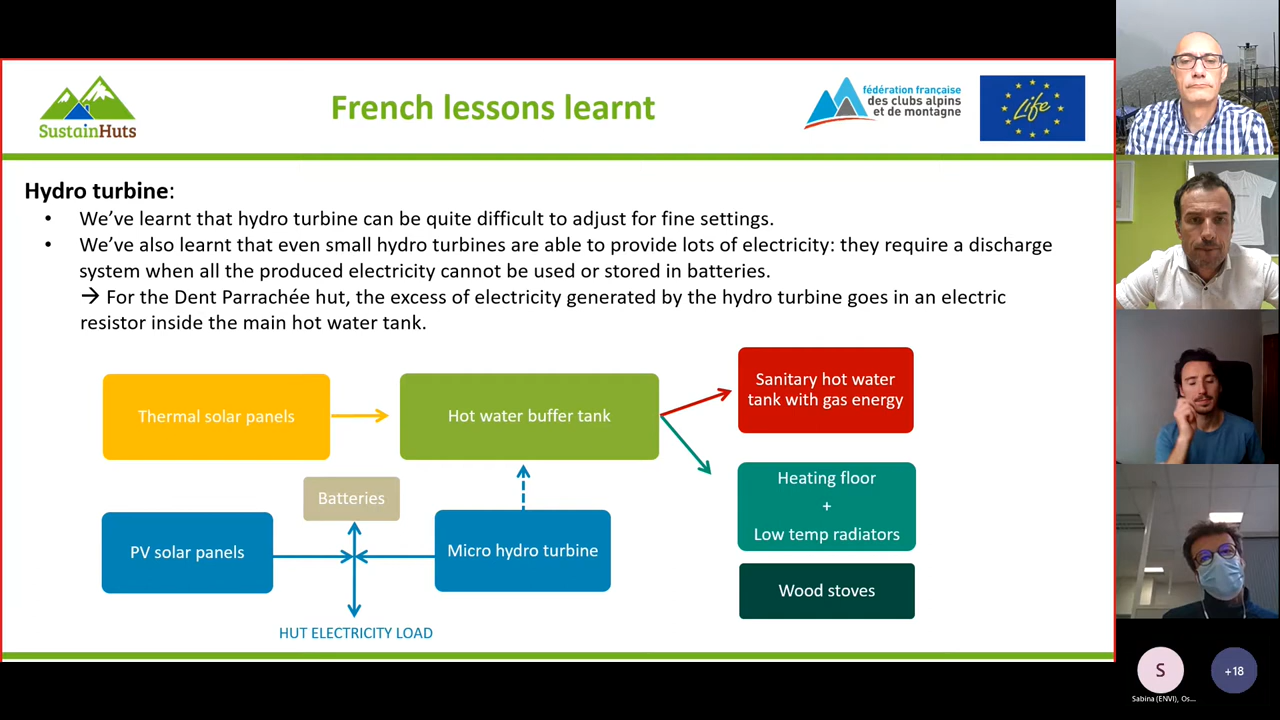 SustainHuts
French lessons learnt
fédération française
des clubs alpins
et de montagne
Life
Hydro turbine:
• We've learnt that hydro turbine can be quite difficult to adjust for fine settings.
• We've also learnt that even small hydro turbines are able to provide lots of electricity: they require a discharge
system when all the produced electricity cannot be used or stored in batteries.
→ For the Dent Parrachée hut, the excess of electricity generated by the hydro turbine goes in an electric
resistor inside the main hot water tank.
Thermal solar panels
Hot water buffer tank
Sanitary hot water
tank with gas energy
Batteries
Heating floor
+
Low temp radiators
PV solar panels
Micro hydro turbine
Wood stoves
HUT ELECTRICITY LOAD
S
+18
Sabina (ENVI), Os...